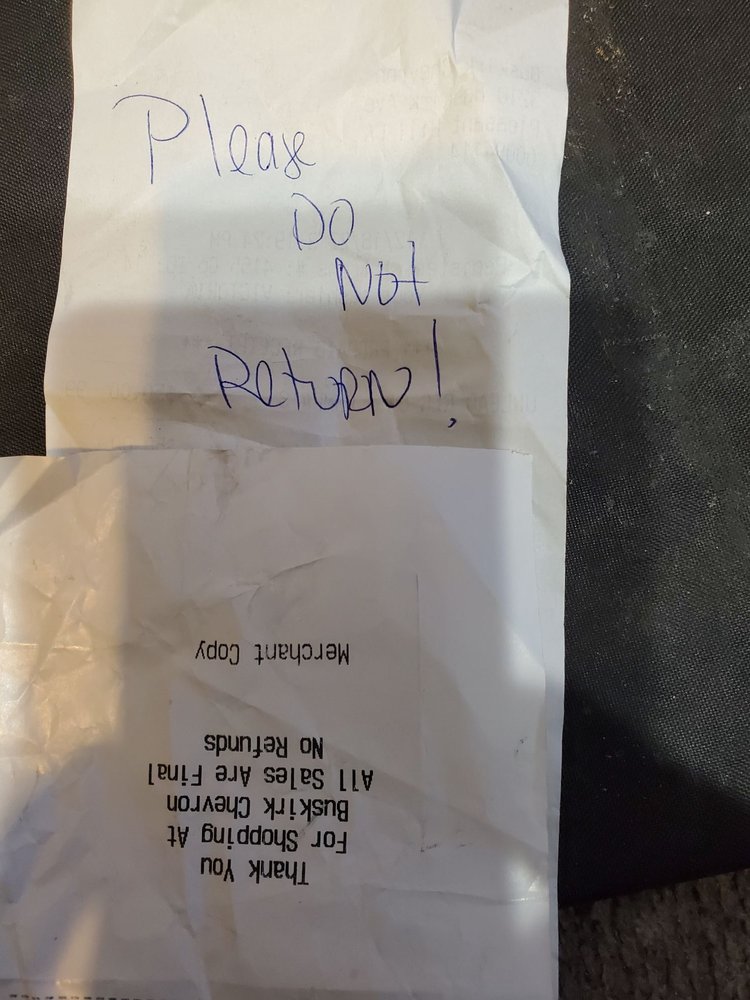 Please
DO
Not
Return!
Thank You
For Shopping At
Buskirk Chevron
All Sales Are Final
No Refunds
Merchant Copy